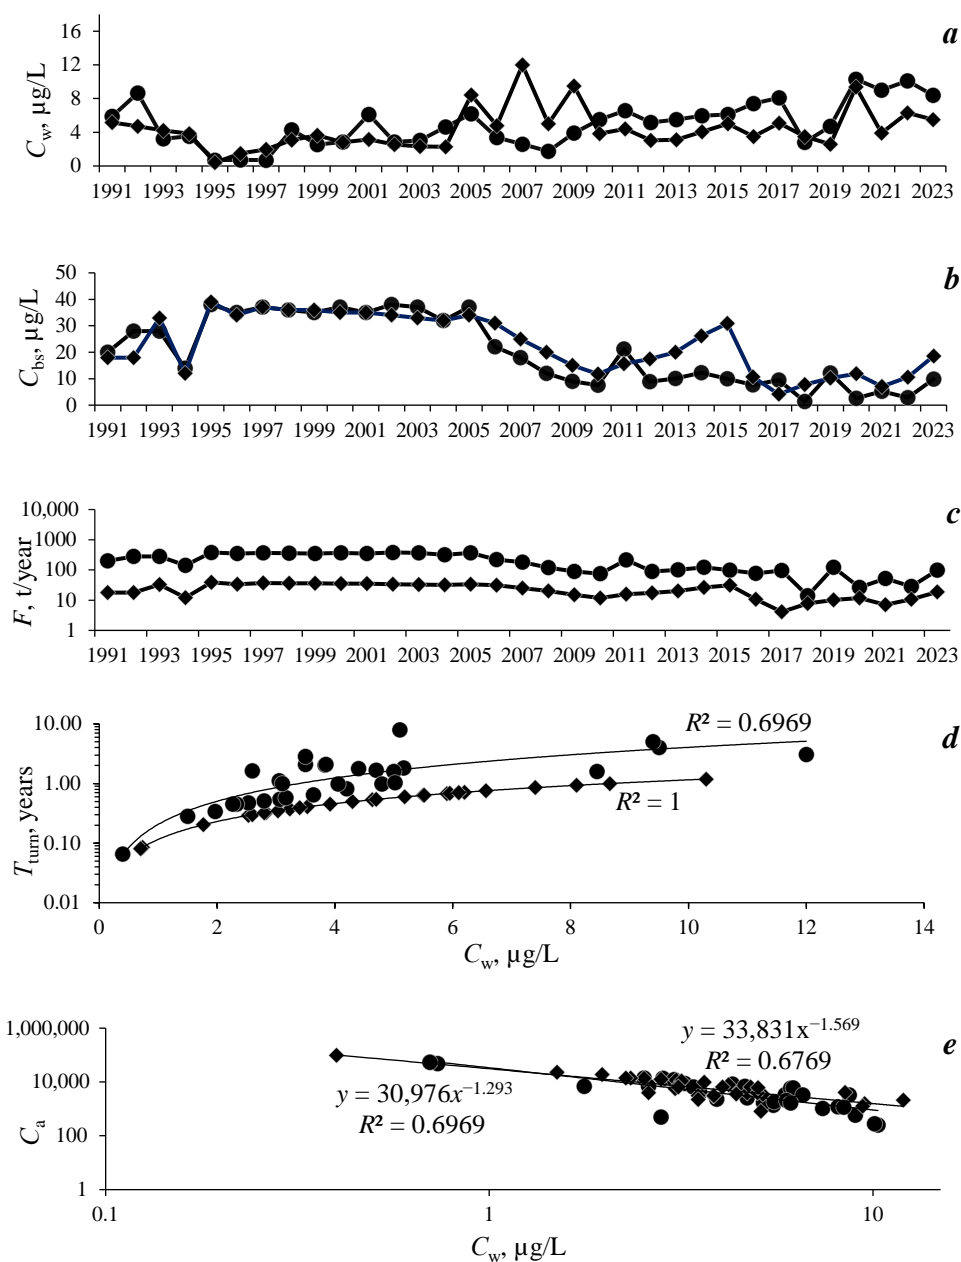 a
16
12
8
4
0
C_w, µg/L
1991 1993 1995 1997 1999 2001 2003 2005 2007 2009 2011 2013 2015 2017 2019 2021 2023
b
50
40
30
20
10
0
C_bs, µg/L
1991 1993 1995 1997 1999 2001 2003 2005 2007 2009 2011 2013 2015 2017 2019 2021 2023
c
10,000
1000
100
10
1
F, t/year
1991 1993 1995 1997 1999 2001 2003 2005 2007 2009 2011 2013 2015 2017 2019 2021 2023
d
10.00
1.00
0.10
0.01
T_turn, years
R² = 0.6969
R² = 1
0 2 4 6 8 10 12 14
C_w, µg/L
e
1,000,000
10,000
100
1
C_a
y = 33,831x^−1.569
R² = 0.6769
y = 30,976x^−1.293
R² = 0.6969
0.1 1 10
C_w, µg/L